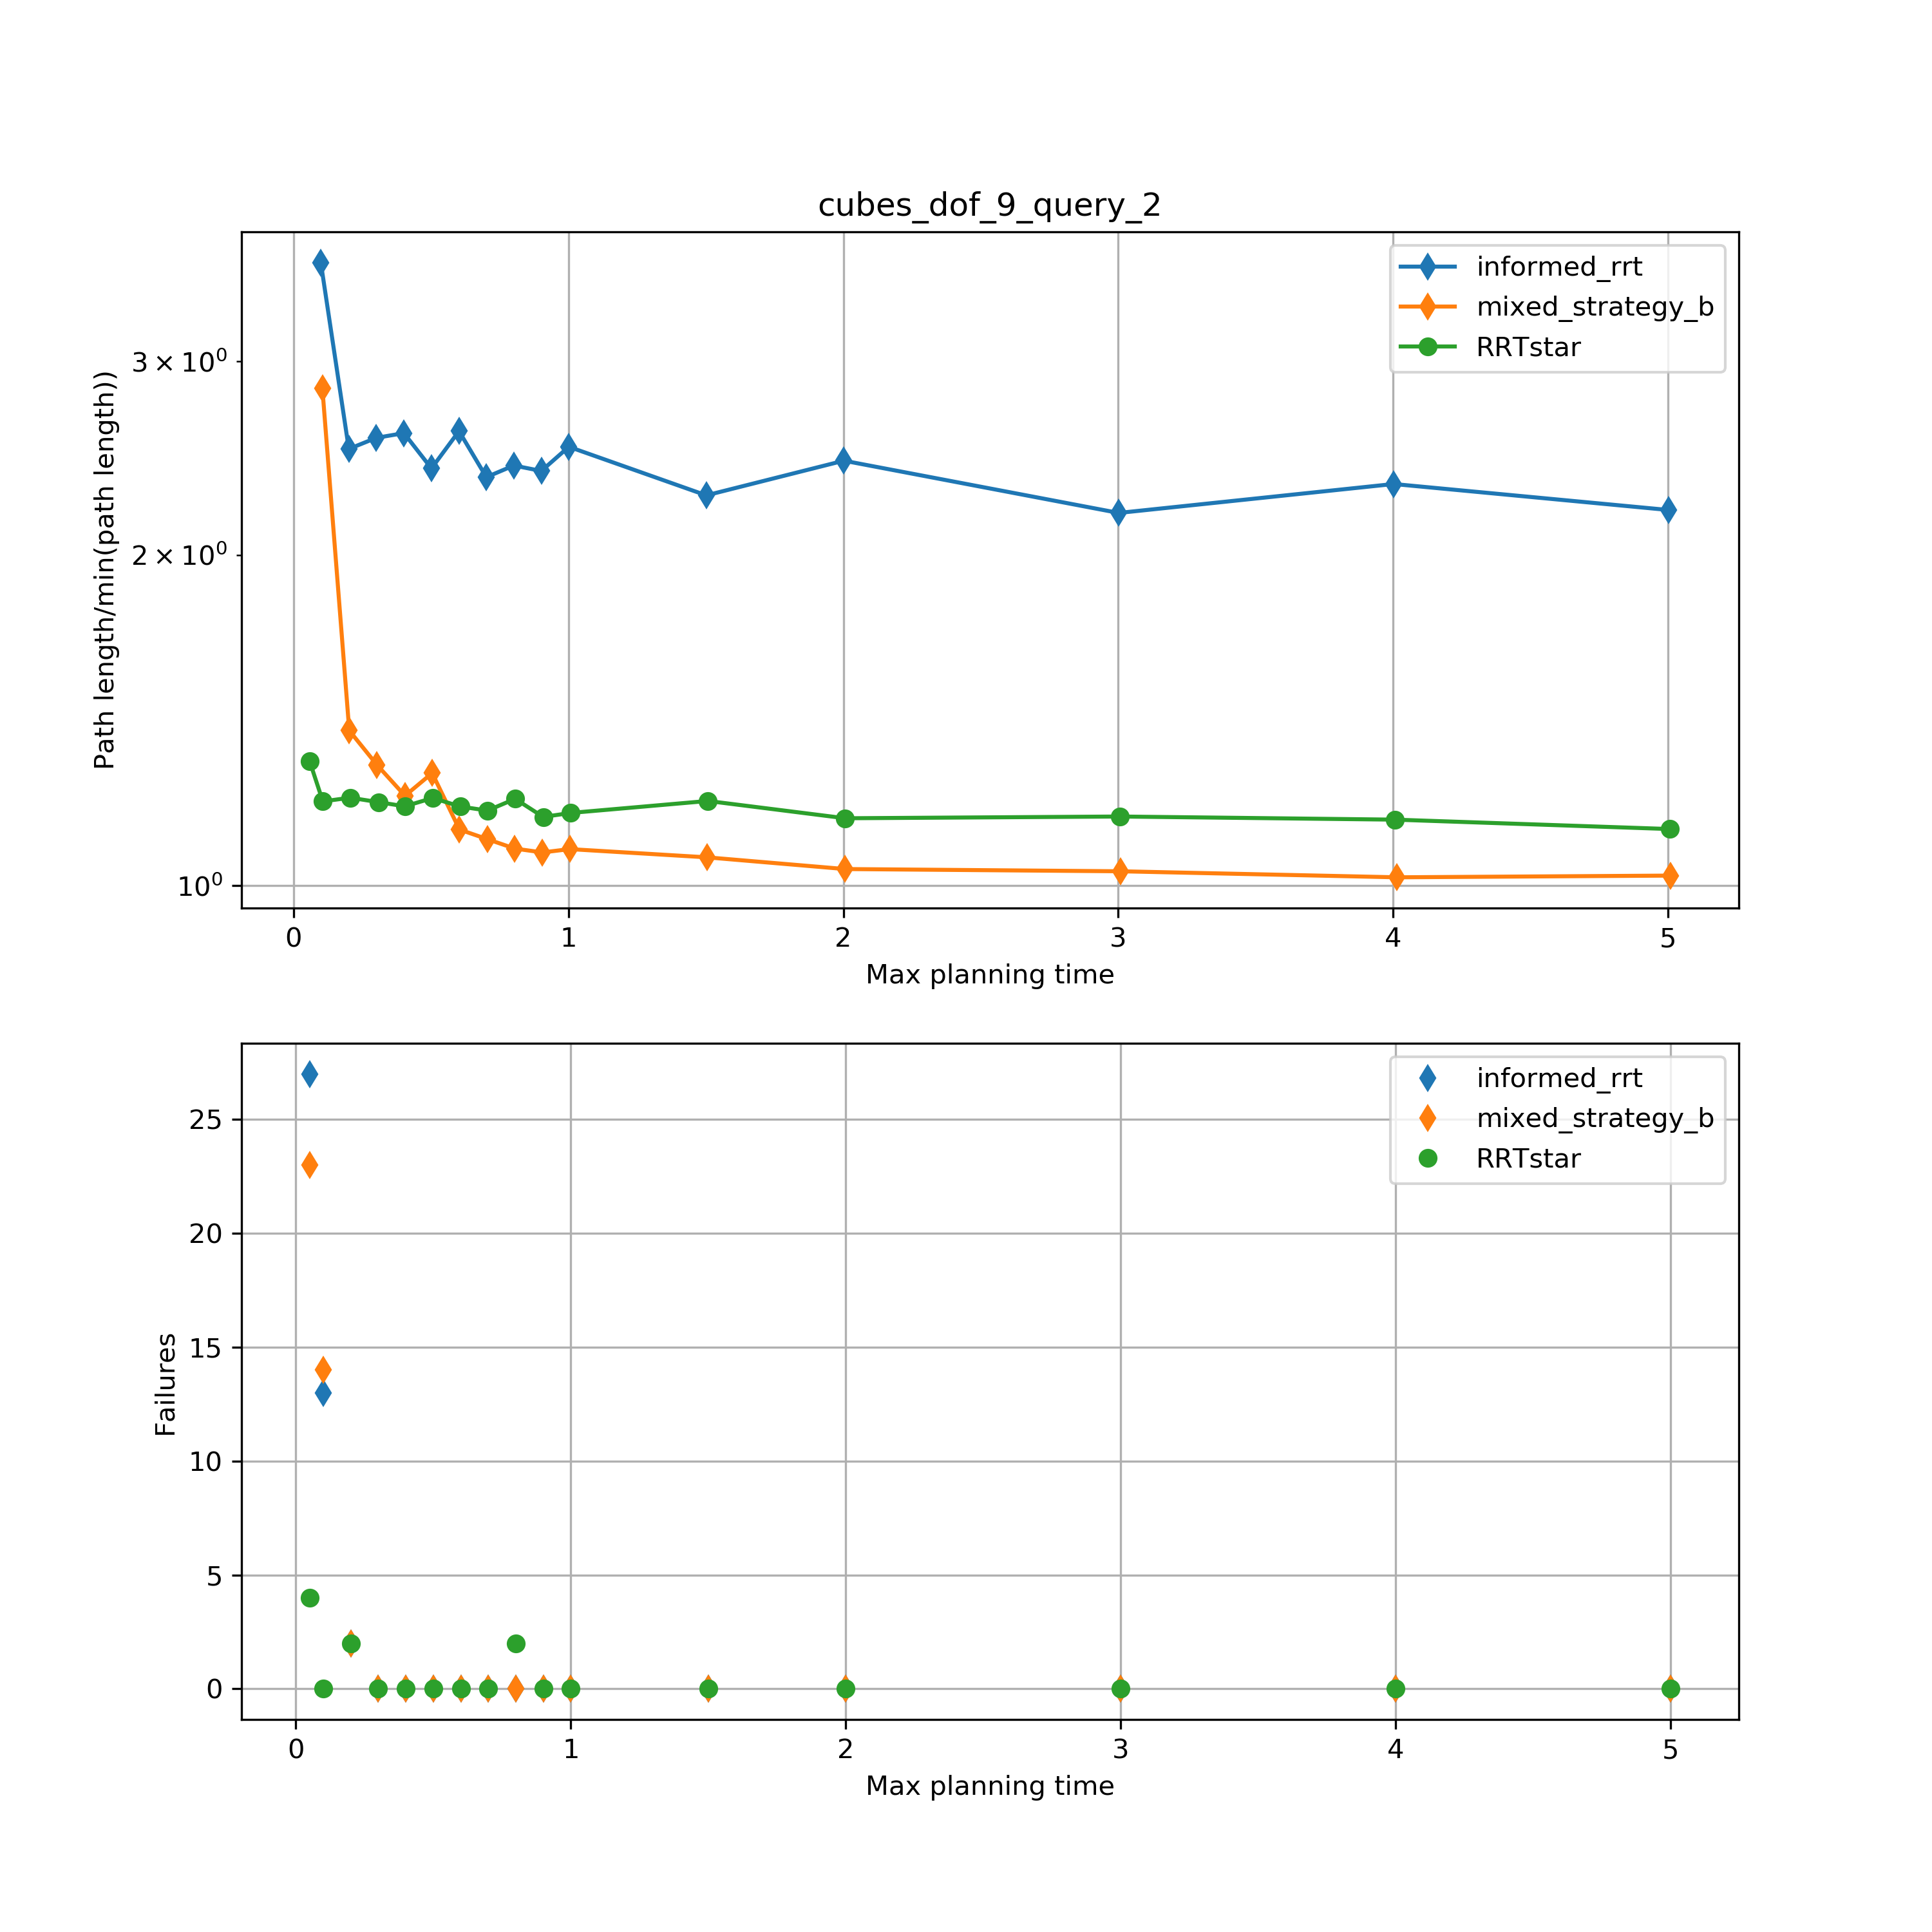 cubes_dof_9_query_2
Path length/min(path length))
3 × 10⁰
2 × 10⁰
10⁰
informed_rrt
mixed_strategy_b
RRTstar
0 1 2 3 4 5
Max planning time
Failures
25
20
15
10
5
0
informed_rrt
mixed_strategy_b
RRTstar
0 1 2 3 4 5
Max planning time